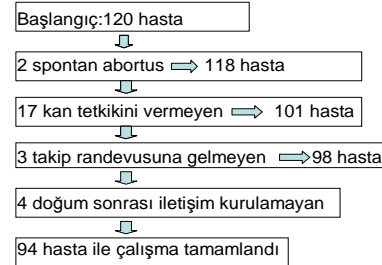 Başlangıç:120 hasta
2 spontan abortus 118 hasta
17 kan tetkikini vermeyen 101 hasta
3 takip randevusuna gelmeyen 98 hasta
4 doğum sonrası iletişim kurulamayan
94 hasta ile çalışma tamamlandı